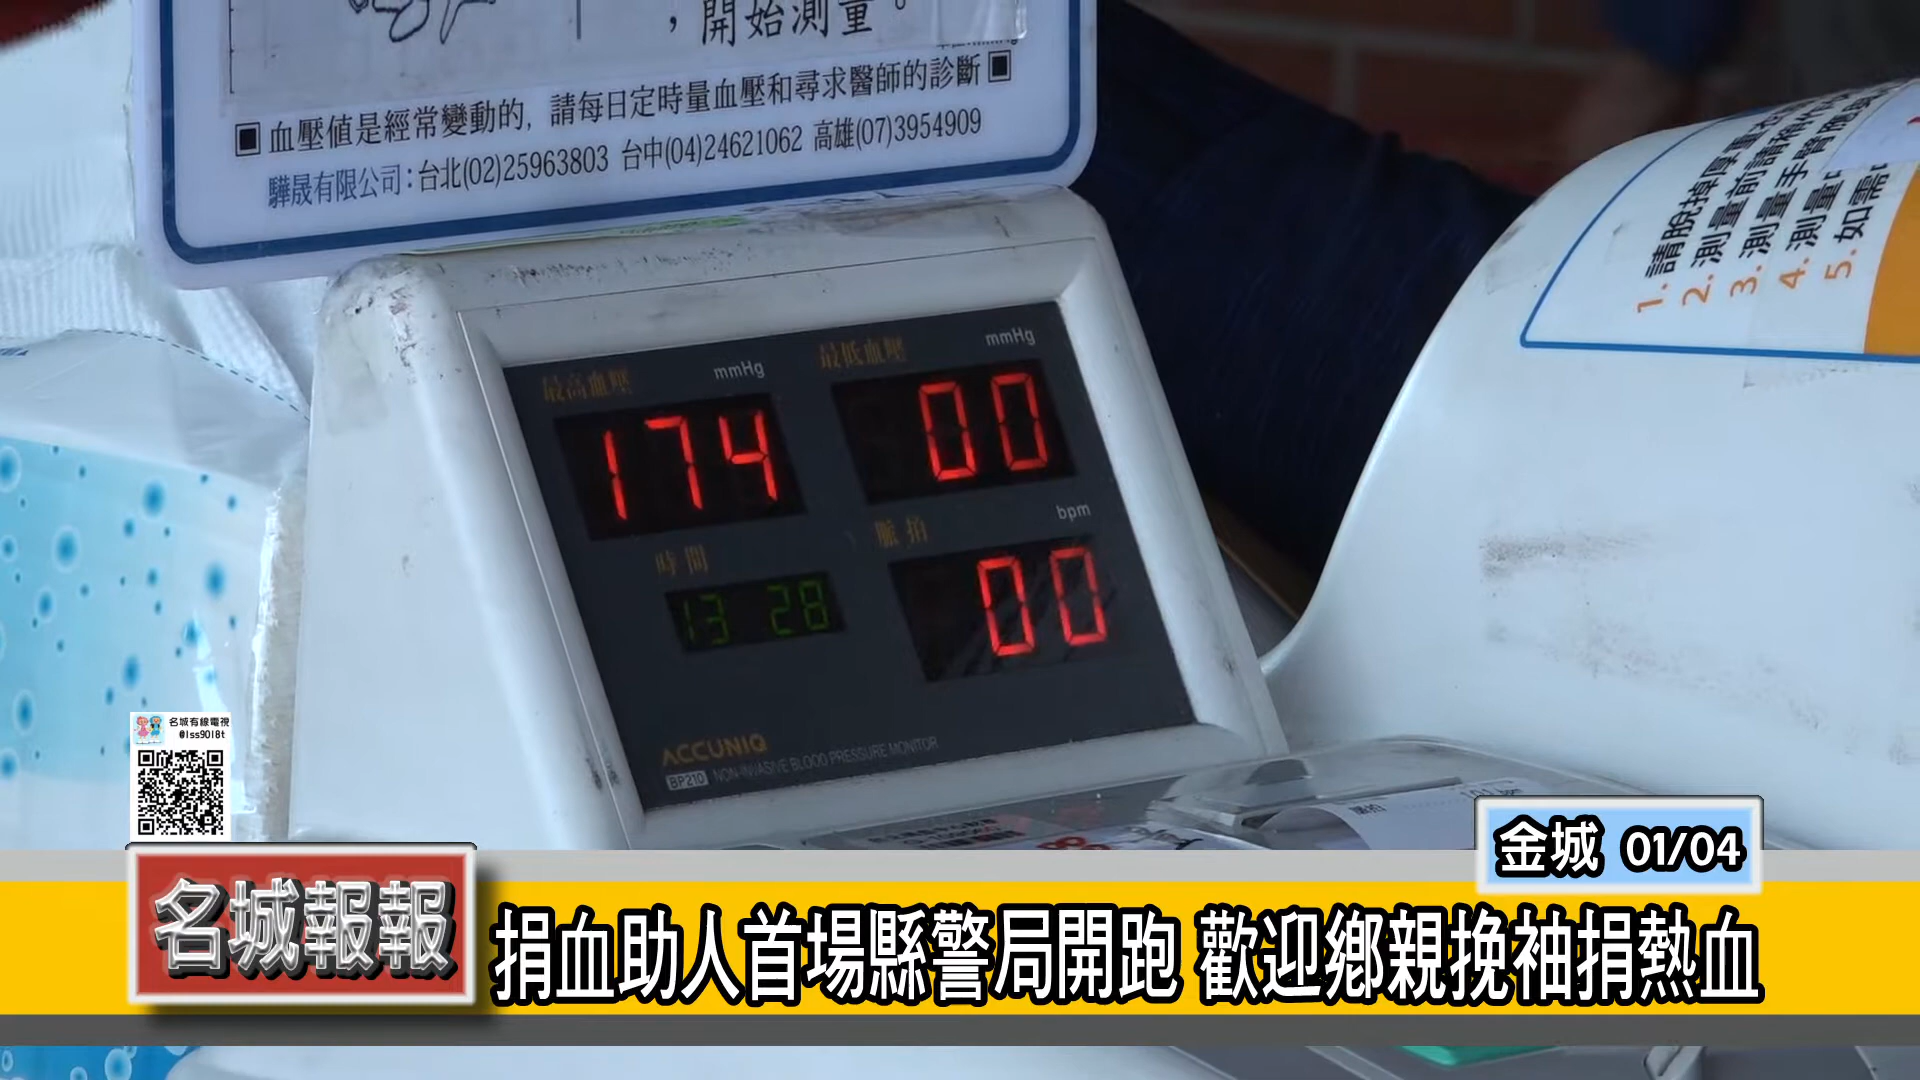 ，開始測量。
■血壓值是經常變動的，請每日定時量血壓和尋求醫師的診斷■
驊晟有限公司：台北(02)25963803 台中(04)24621062 高雄(07)3954909
1. 請脫掉厚重
2. 測量前請稍作
3. 測量手臂應與
4. 測量
5. 如需
最高血壓 mmHg
最低血壓 mmHg
174
00
時間
脈拍 bpm
13 28
00
ACCUNIQ
BP210 NON-INVASIVE BLOOD PRESSURE MONITOR
名城有線電視
@lss9018t
金城 01/04
名城報報
捐血助人首場縣警局開跑 歡迎鄉親挽袖捐熱血